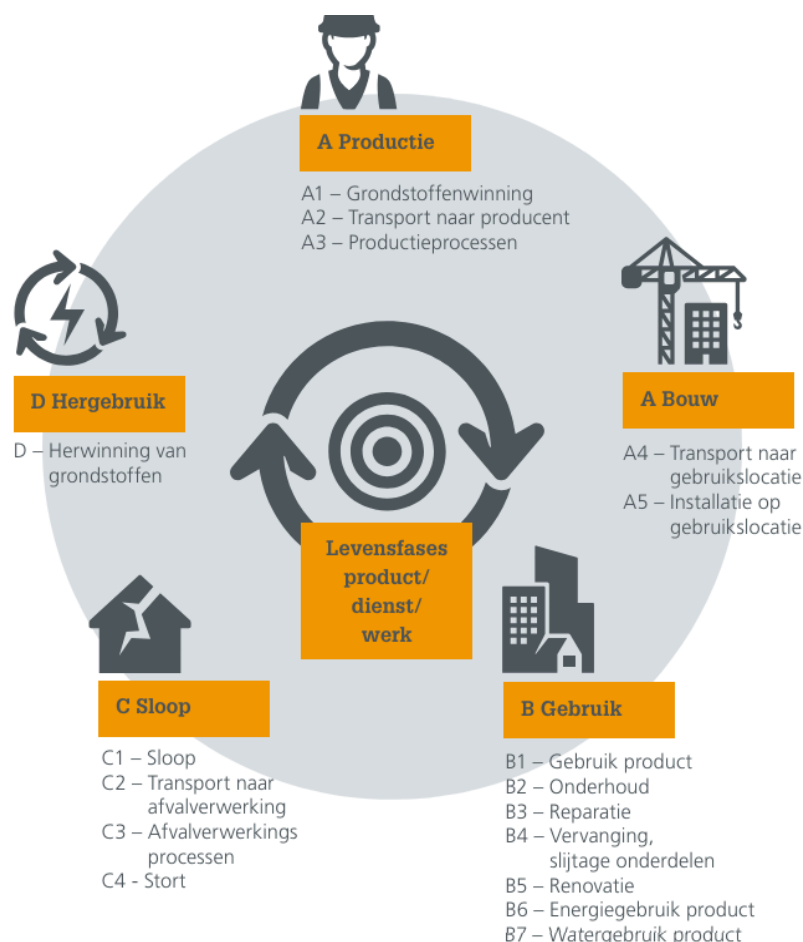 A Productie
A1 – Grondstoffenwinning
A2 – Transport naar producent
A3 – Productieprocessen
A Bouw
A4 – Transport naar
gebruikslocatie
A5 – Installatie op
gebruikslocatie
B Gebruik
B1 – Gebruik product
B2 – Onderhoud
B3 – Reparatie
B4 – Vervanging,
slijtage onderdelen
B5 – Renovatie
B6 – Energiegebruik product
B7 – Watergebruik product
C Sloop
C1 – Sloop
C2 – Transport naar
afvalverwerking
C3 – Afvalverwerkings
processen
C4 - Stort
D Hergebruik
D – Herwinning van
grondstoffen
Levensfases
product/
dienst/
werk